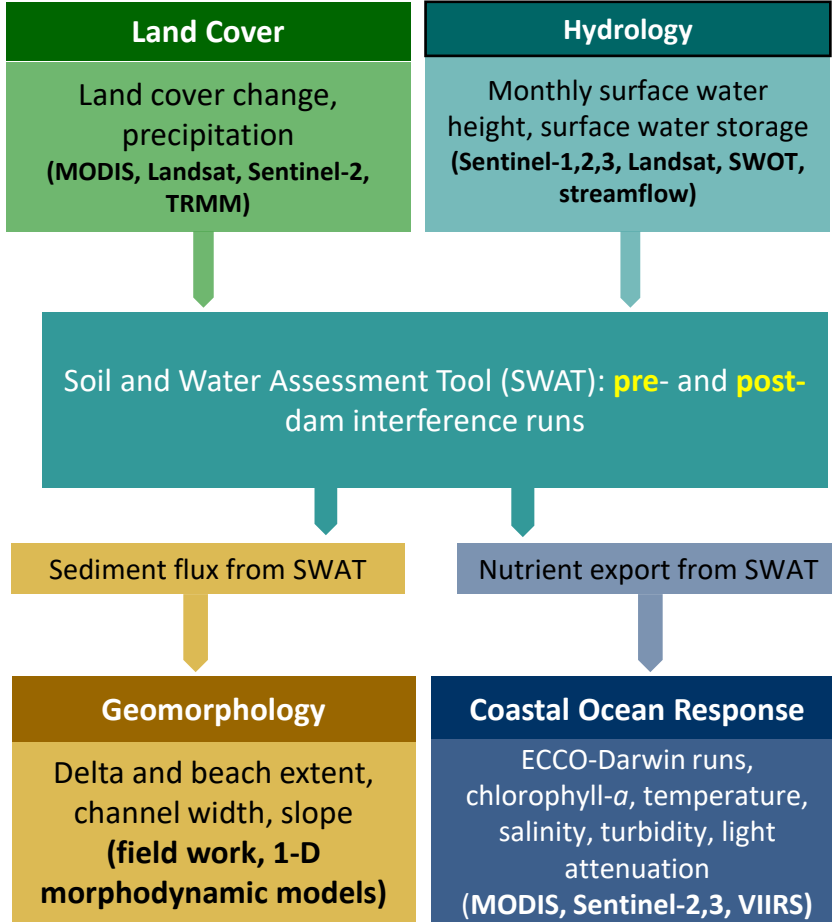 Land Cover
Land cover change,
precipitation
(MODIS, Landsat, Sentinel-2,
TRMM)
Hydrology
Monthly surface water
height, surface water storage
(Sentinel-1,2,3, Landsat, SWOT,
streamflow)
Soil and Water Assessment Tool (SWAT): pre- and post-
dam interference runs
Sediment flux from SWAT
Nutrient export from SWAT
Geomorphology
Delta and beach extent,
channel width, slope
(field work, 1-D
morphodynamic models)
Coastal Ocean Response
ECCO-Darwin runs,
chlorophyll-a, temperature,
salinity, turbidity, light
attenuation
(MODIS, Sentinel-2,3, VIIRS)